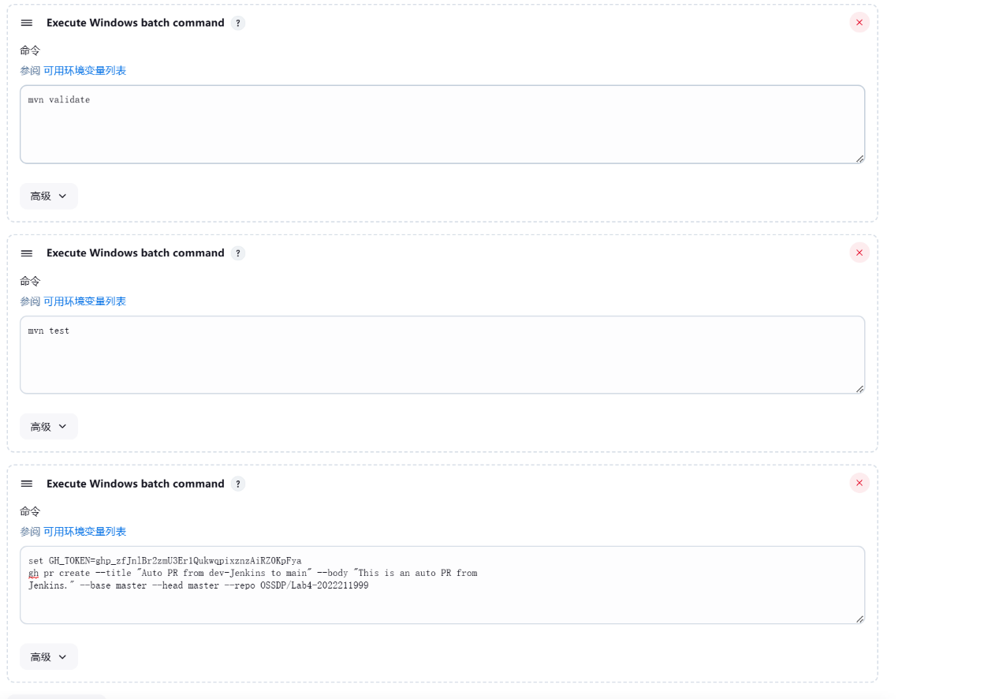 Execute Windows batch command ?
命令
参阅 可用环境变量列表
mvn validate
高级
Execute Windows batch command ?
命令
参阅 可用环境变量列表
mvn test
高级
Execute Windows batch command ?
命令
参阅 可用环境变量列表
set GH_TOKEN=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
gh pr create --title "Auto PR from dev-Jenkins to main" --body "This is an auto PR from
Jenkins." --base master --head master --repo OSSDP/Lab4-2022211999
高级